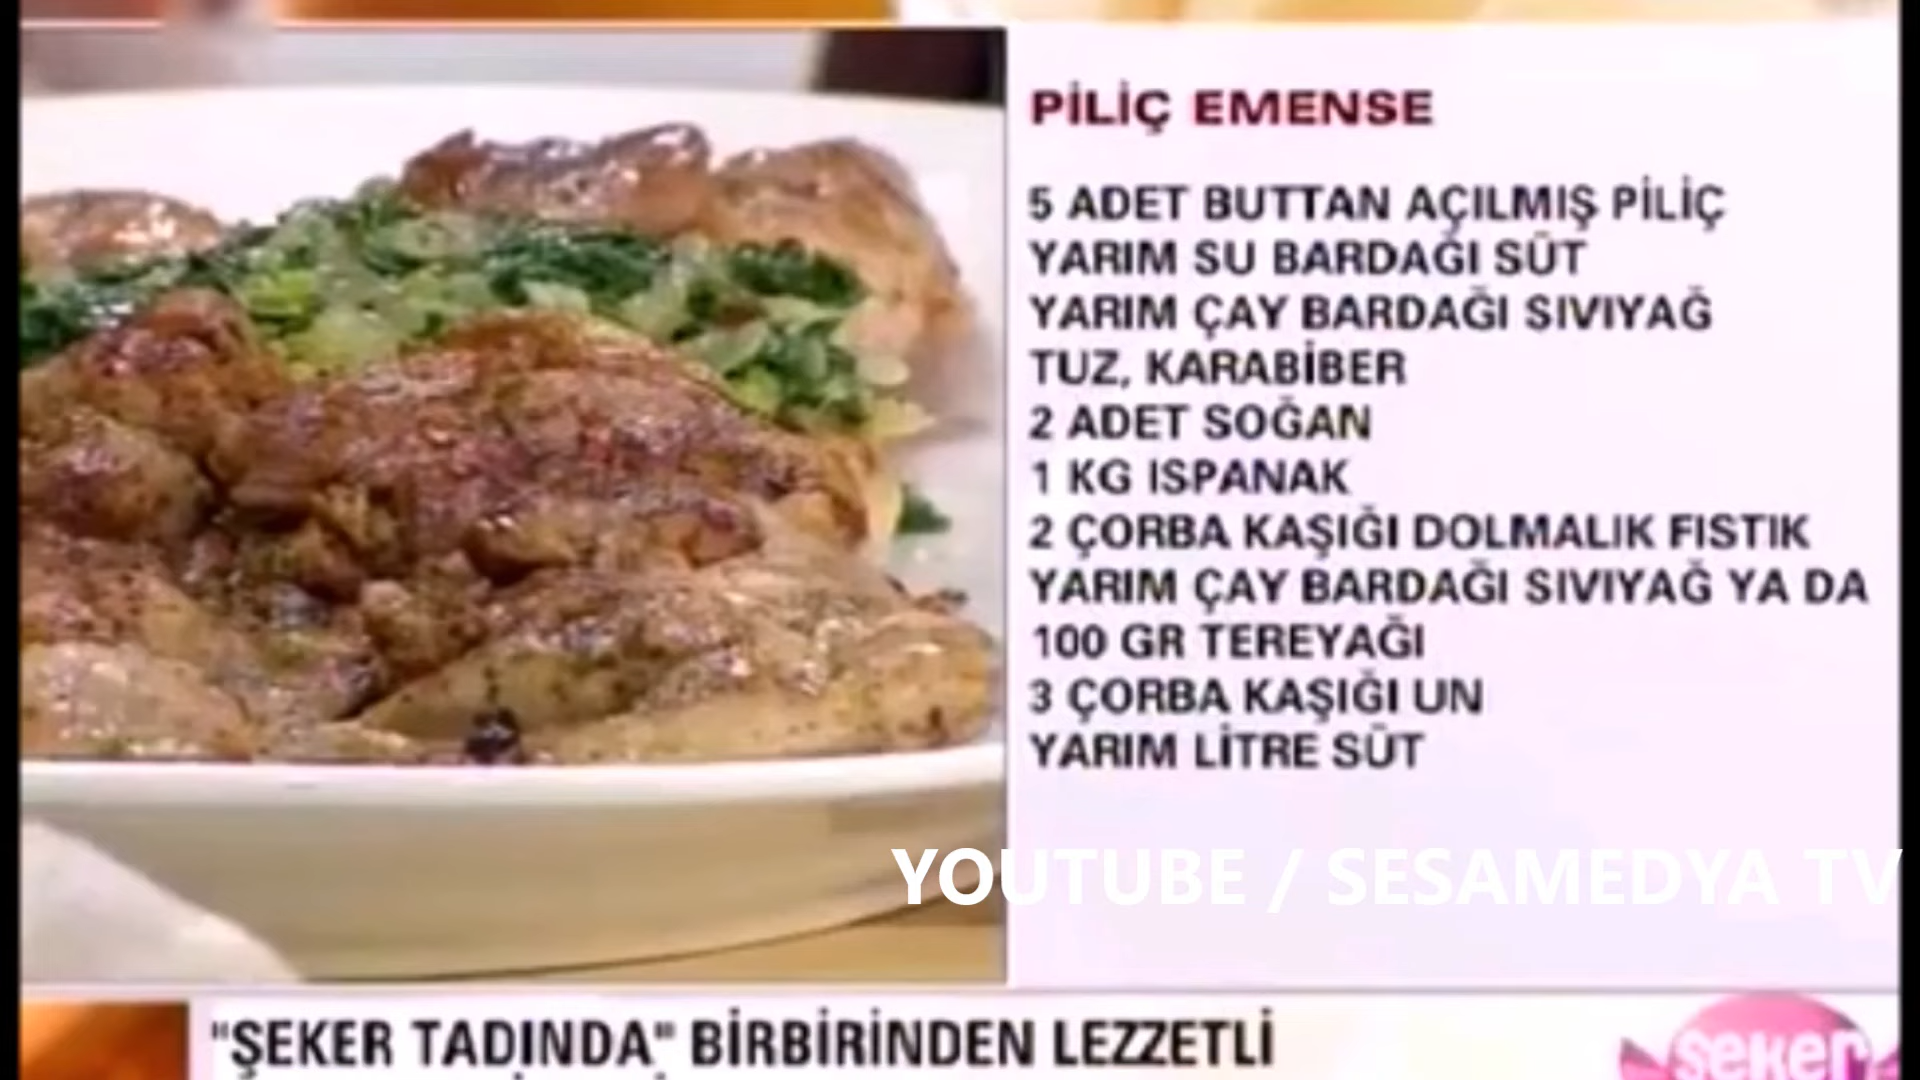 PİLİÇ EMENSE
5 ADET BUTTAN AÇILMIŞ PİLİÇ
YARIM SU BARDAĞI SÜT
YARIM ÇAY BARDAĞI SIVIYAĞ
TUZ, KARABİBER
2 ADET SOĞAN
1 KG ISPANAK
2 ÇORBA KAŞIĞI DOLMALIK FISTIK
YARIM ÇAY BARDAĞI SIVIYAĞ YA DA
100 GR TEREYAĞI
3 ÇORBA KAŞIĞI UN
YARIM LİTRE SÜT
YOUTUBE / SESAMEDYA TV
"ŞEKER TADINDA" BİRBİRİNDEN LEZZETLİ
şeker